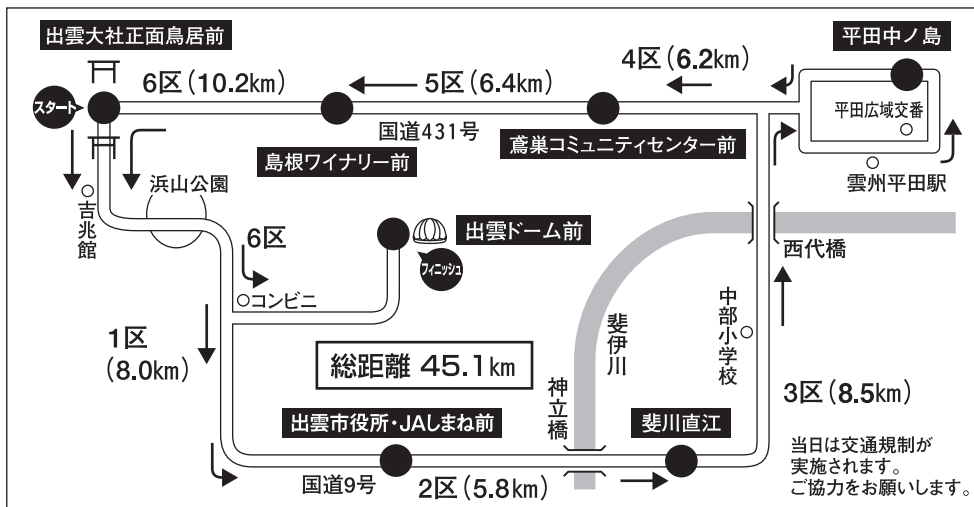 出雲大社正面鳥居前
平田中ノ島
4区(6.2km)
6区(10.2km)
5区(6.4km)
スタート
平田広域交番
国道431号
鳶巣コミュニティセンター前
島根ワイナリー前
雲州平田駅
浜山公園
吉兆館
6区
出雲ドーム前
フィニッシュ
西代橋
コンビニ
中部小学校
斐伊川
1区
(8.0km)
総距離 45.1km
神立橋
3区(8.5km)
出雲市役所・JAしまね前
斐川直江
国道9号
2区(5.8km)
当日は交通規制が
実施されます。
ご協力をお願いします。